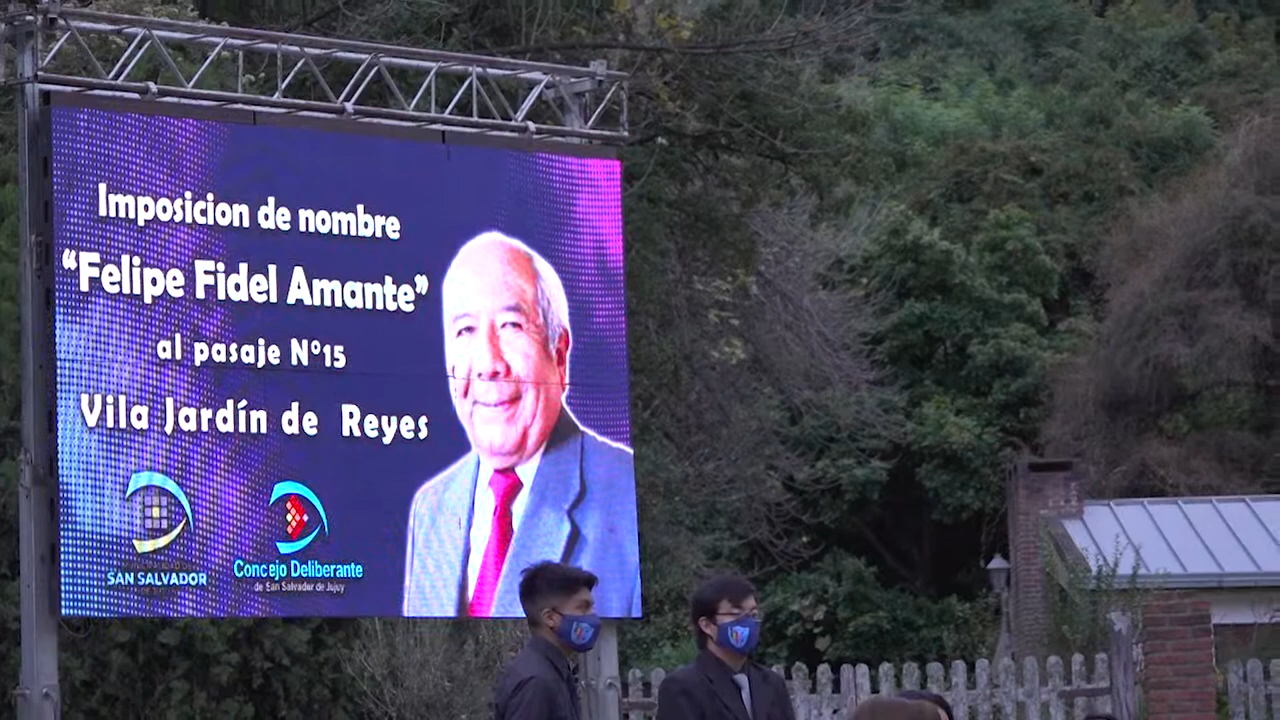 Imposicion de nombre
“Felipe Fidel Amante”
al pasaje N°15
Vila Jardín de Reyes
SAN SALVADOR
Concejo Deliberante
de San Salvador de Jujuy